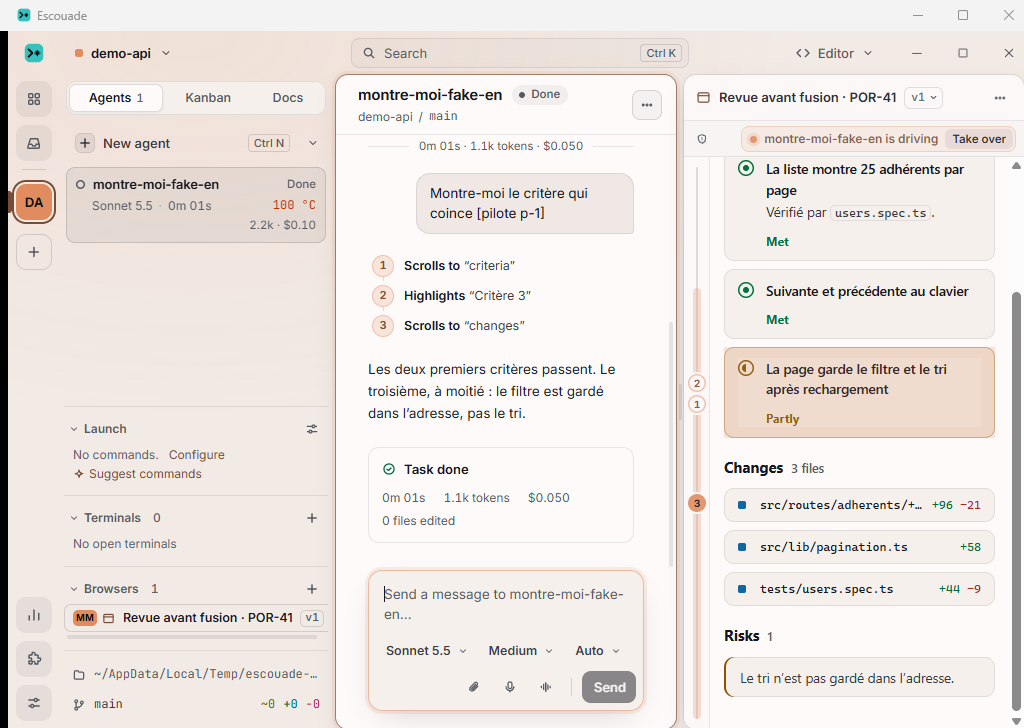 Escouade
demo-api
Search
Ctrl K
Editor
Agents 1
Kanban
Docs
New agent
Ctrl N
montre-moi-fake-en
Done
Sonnet 5.5 · 0m 01s
100 °C
2.2k · $0.10
DA
Launch
No commands. Configure
Suggest commands
Terminals 0
No open terminals
Browsers 1
MM
Revue avant fusion · POR-41
v1
~/AppData/Local/Temp/escouade-…
main
~0 +0 -0
montre-moi-fake-en
Done
demo-api / main
0m 01s · 1.1k tokens · $0.050
Montre-moi le critère qui
coince [pilote p-1]
1 Scrolls to “criteria”
2 Highlights “Critère 3”
3 Scrolls to “changes”
Les deux premiers critères passent. Le
troisième, à moitié : le filtre est gardé
dans l’adresse, pas le tri.
Task done
0m 01s 1.1k tokens $0.050
0 files edited
Send a message to montre-moi-fake-
en...
Sonnet 5.5
Medium
Auto
Send
Revue avant fusion · POR-41
v1
montre-moi-fake-en is driving
Take over
La liste montre 25 adhérents par
page
Vérifié par users.spec.ts.
Met
Suivante et précédente au clavier
Met
2
1
La page garde le filtre et le tri
après rechargement
Partly
Changes 3 files
3
src/routes/adherents/+… +96 −21
src/lib/pagination.ts +58
tests/users.spec.ts +44 −9
Risks 1
Le tri n’est pas gardé dans l’adresse.